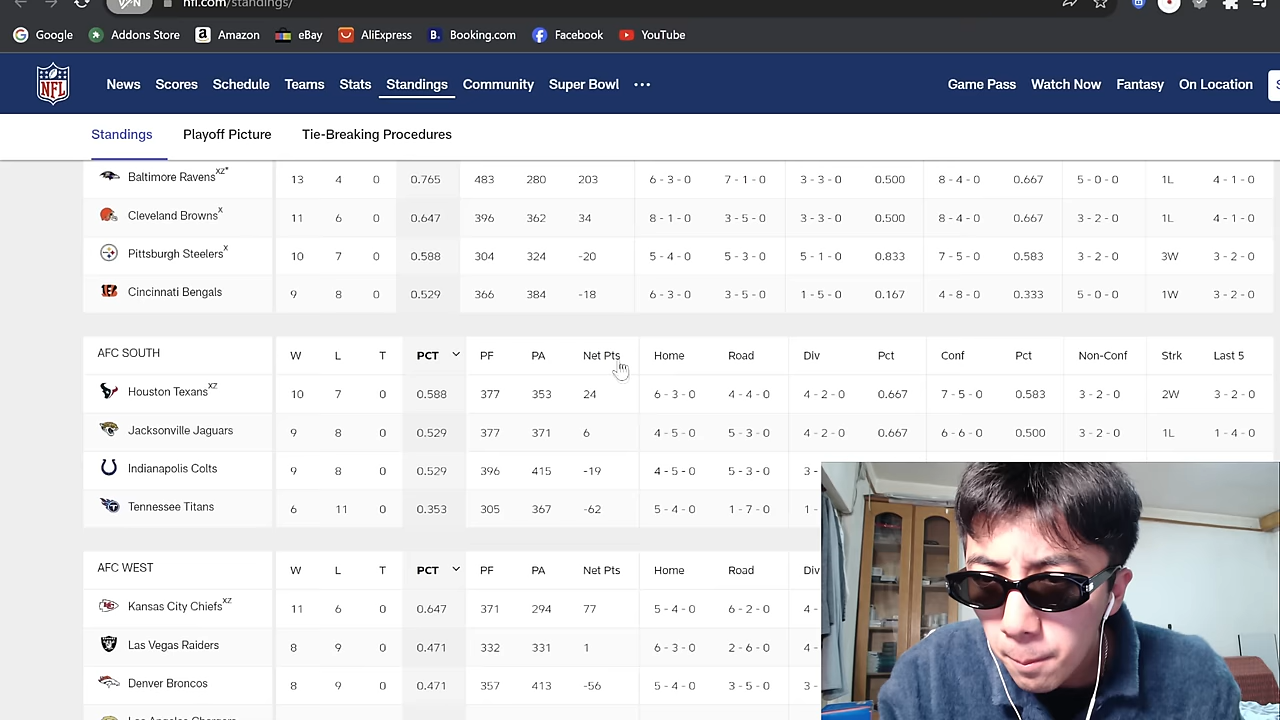 nfl.com/standings/
Google Addons Store Amazon eBay AliExpress Booking.com Facebook YouTube
NFL News Scores Schedule Teams Stats Standings Community Super Bowl ... Game Pass Watch Now Fantasy On Location
Standings Playoff Picture Tie-Breaking Procedures
Baltimore Ravens xz* 13 4 0 0.765 483 280 203 6 - 3 - 0 7 - 1 - 0 3 - 3 - 0 0.500 8 - 4 - 0 0.667 5 - 0 - 0 1L 4 - 1 - 0
Cleveland Browns x 11 6 0 0.647 396 362 34 8 - 1 - 0 3 - 5 - 0 3 - 3 - 0 0.500 8 - 4 - 0 0.667 3 - 2 - 0 1L 4 - 1 - 0
Pittsburgh Steelers x 10 7 0 0.588 304 324 -20 5 - 4 - 0 5 - 3 - 0 5 - 1 - 0 0.833 7 - 5 - 0 0.583 3 - 2 - 0 3W 3 - 2 - 0
Cincinnati Bengals 9 8 0 0.529 366 384 -18 6 - 3 - 0 3 - 5 - 0 1 - 5 - 0 0.167 4 - 8 - 0 0.333 5 - 0 - 0 1W 3 - 2 - 0
AFC SOUTH W L T PCT PF PA Net Pts Home Road Div Pct Conf Pct Non-Conf Strk Last 5
Houston Texans xz 10 7 0 0.588 377 353 24 6 - 3 - 0 4 - 4 - 0 4 - 2 - 0 0.667 7 - 5 - 0 0.583 3 - 2 - 0 2W 3 - 2 - 0
Jacksonville Jaguars 9 8 0 0.529 377 371 6 4 - 5 - 0 5 - 3 - 0 4 - 2 - 0 0.667 6 - 6 - 0 0.500 3 - 2 - 0 1L 1 - 4 - 0
Indianapolis Colts 9 8 0 0.529 396 415 -19 4 - 5 - 0 5 - 3 - 0 3 -
Tennessee Titans 6 11 0 0.353 305 367 -62 5 - 4 - 0 1 - 7 - 0 1 -
AFC WEST W L T PCT PF PA Net Pts Home Road Div
Kansas City Chiefs xz 11 6 0 0.647 371 294 77 5 - 4 - 0 6 - 2 - 0 4 -
Las Vegas Raiders 8 9 0 0.471 332 331 1 6 - 3 - 0 2 - 6 - 0 4 -
Denver Broncos 8 9 0 0.471 357 413 -56 5 - 4 - 0 3 - 5 - 0 3 -
Los Angeles Chargers